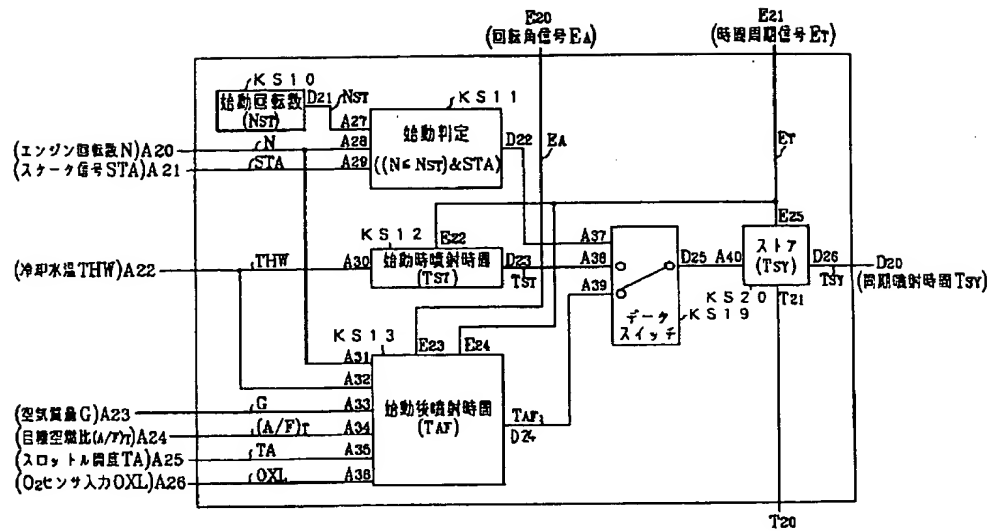 E20
(回転角信号EA)
E21
(時間周期信号ET)
KS10
始動回転数
(NST)
D21
NST
KS11
A27
A28
A29
始動判定
((N≦NST)&STA)
D22
EA
ET
(エンジン回転数N)A20
N
(スタータ信号STA)A21
STA
KS12
E22
(冷却水温THW)A22
THW
A30
始動時噴射時間
(TST)
D23
TST
A37
A38
A39
D25
A40
データ
スイッチ
KS19
E25
ストア
(TSY)
KS20
D26
TSY
D20
(同期噴射時間TSY)
T21
KS13
E23
E24
A31
A32
(空気質量G)A23
G
A33
始動後噴射時間
(TAF)
TAF
D24
(目標空燃比(A/F)T)A24
(A/F)T
A34
(スロットル開度TA)A25
TA
A35
(O2センサ入力OXL)A26
OXL
A36
T20